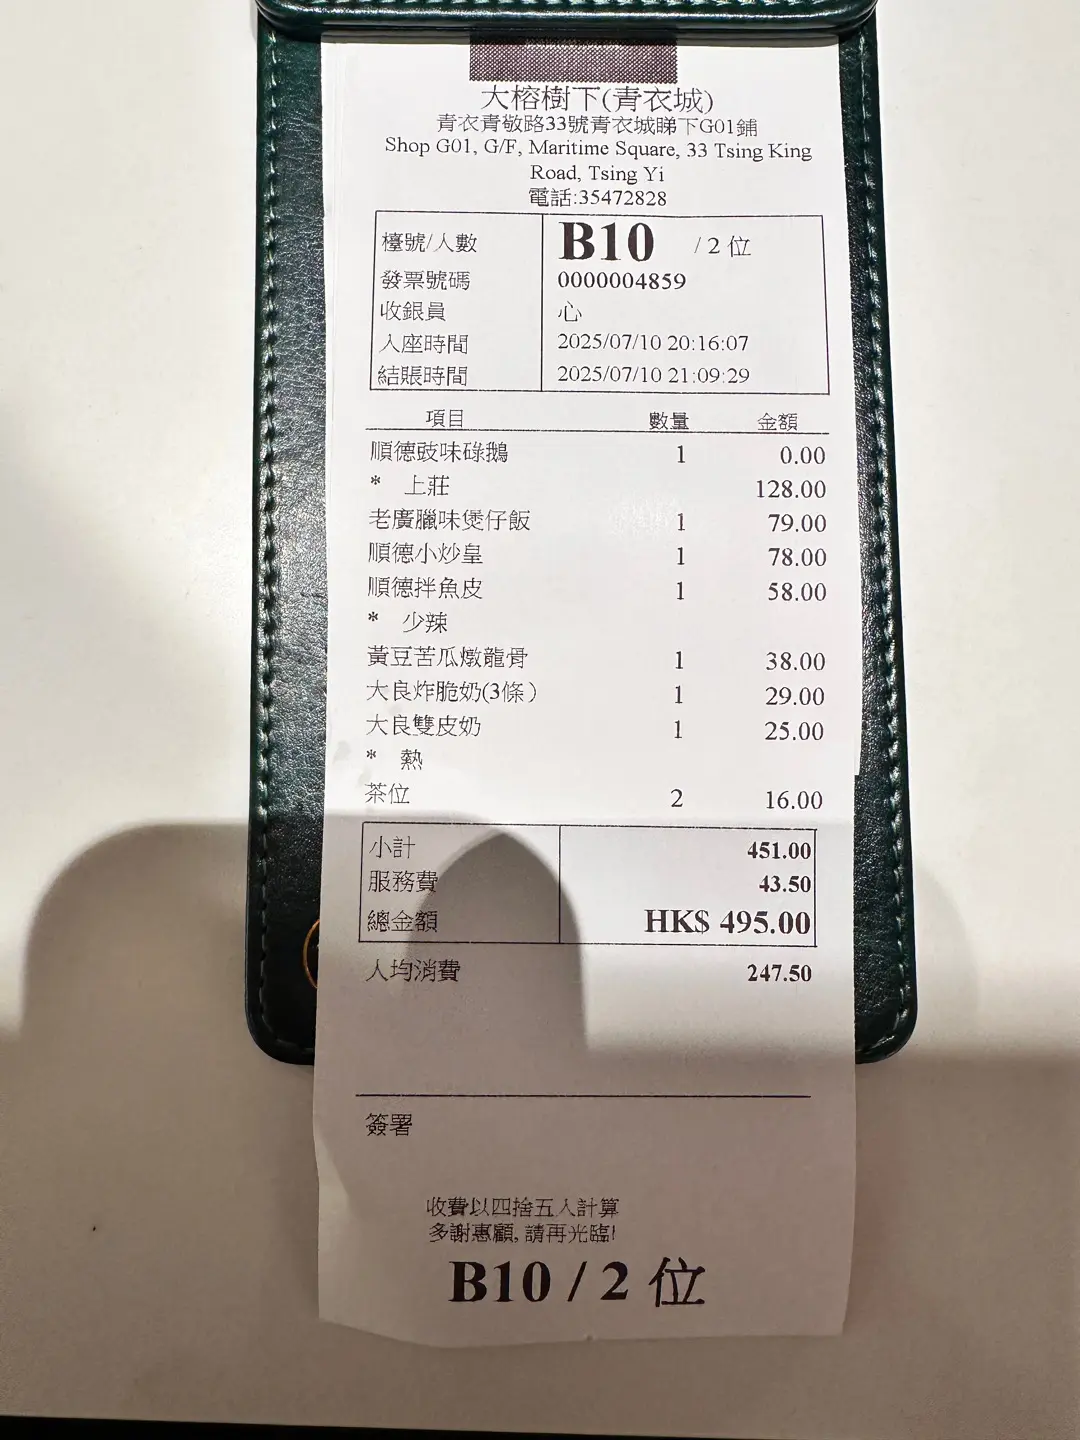 大榕樹下(青衣城)
青衣青敬路33號青衣城睇下G01鋪
Shop G01, G/F, Maritime Square, 33 Tsing King
Road, Tsing Yi
電話:35472828
檯號/人數 B10 / 2 位
發票號碼 0000004859
收銀員 心
入座時間 2025/07/10 20:16:07
結賬時間 2025/07/10 21:09:29
項目 數量 金額
順德豉味碌鵝 1 0.00
* 上莊 128.00
老廣臘味煲仔飯 1 79.00
順德小炒皇 1 78.00
順德拌魚皮 1 58.00
* 少辣
黃豆苦瓜燉龍骨 1 38.00
大良炸脆奶(3條) 1 29.00
大良雙皮奶 1 25.00
* 熱
茶位 2 16.00
小計 451.00
服務費 43.50
總金額 HK$ 495.00
人均消費 247.50
簽署
收費以四捨五入計算
多謝惠顧, 請再光臨!
B10 / 2 位